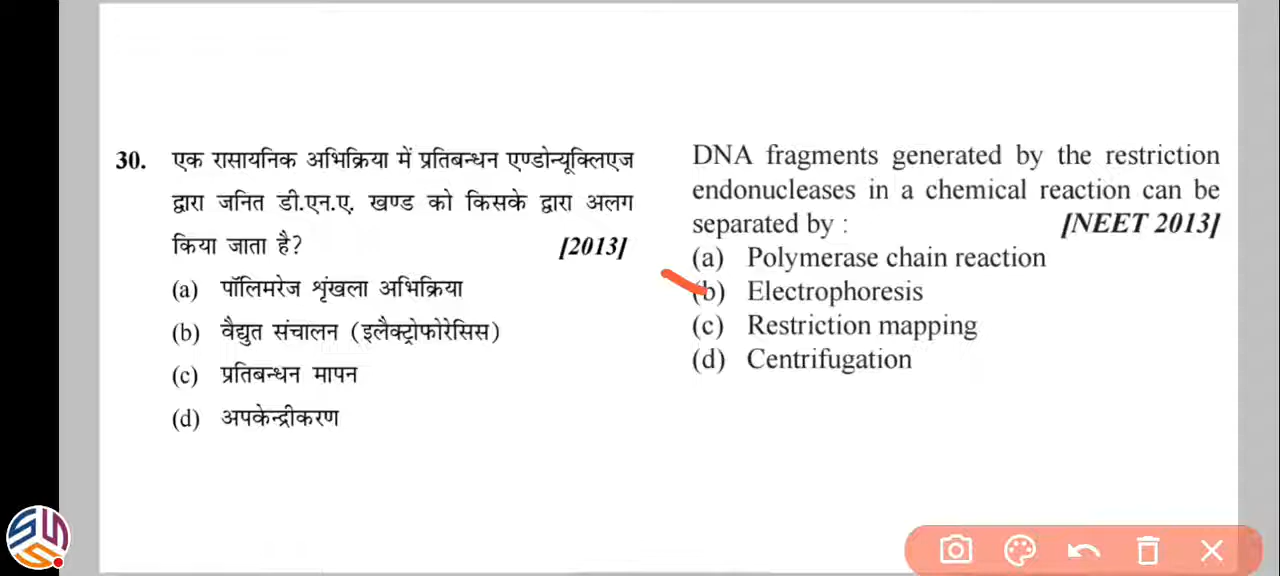 30. एक रासायनिक अभिक्रिया में प्रतिबन्धन एण्डोन्यूक्लिएज
द्वारा जनित डी.एन.ए. खण्ड को किसके द्वारा अलग
किया जाता है? [2013]
(a) पॉलिमरेज शृंखला अभिक्रिया
(b) वैद्युत संचालन (इलैक्ट्रोफोरेसिस)
(c) प्रतिबन्धन मापन
(d) अपकेन्द्रीकरण
DNA fragments generated by the restriction
endonucleases in a chemical reaction can be
separated by : [NEET 2013]
(a) Polymerase chain reaction
(b) Electrophoresis
(c) Restriction mapping
(d) Centrifugation